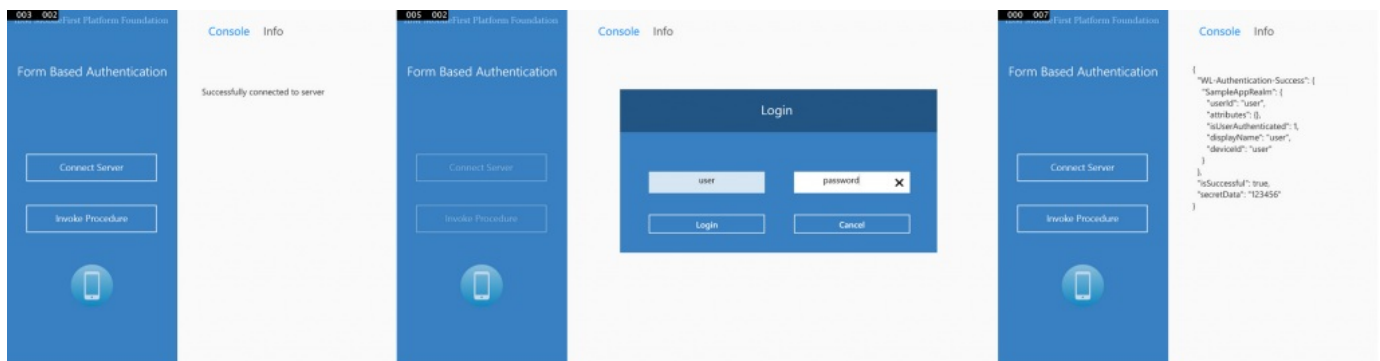 003 002
First Platform Foundation
Console Info
Form Based Authentication
Successfully connected to server
Connect Server
Invoke Procedure
005 002
First Platform Foundation
Console Info
Form Based Authentication
Login
Connect Server
user password
Invoke Procedure
Login Cancel
000 007
First Platform Foundation
Console Info
Form Based Authentication
{
"WL-Authentication-Success": {
"SampleAppRealm": {
"userId": "user",
"attributes": {},
"isUserAuthenticated": 1,
"displayName": "user",
"deviceId": "user"
}
},
"isSuccessful": true,
"secretData": "123456"
}
Connect Server
Invoke Procedure